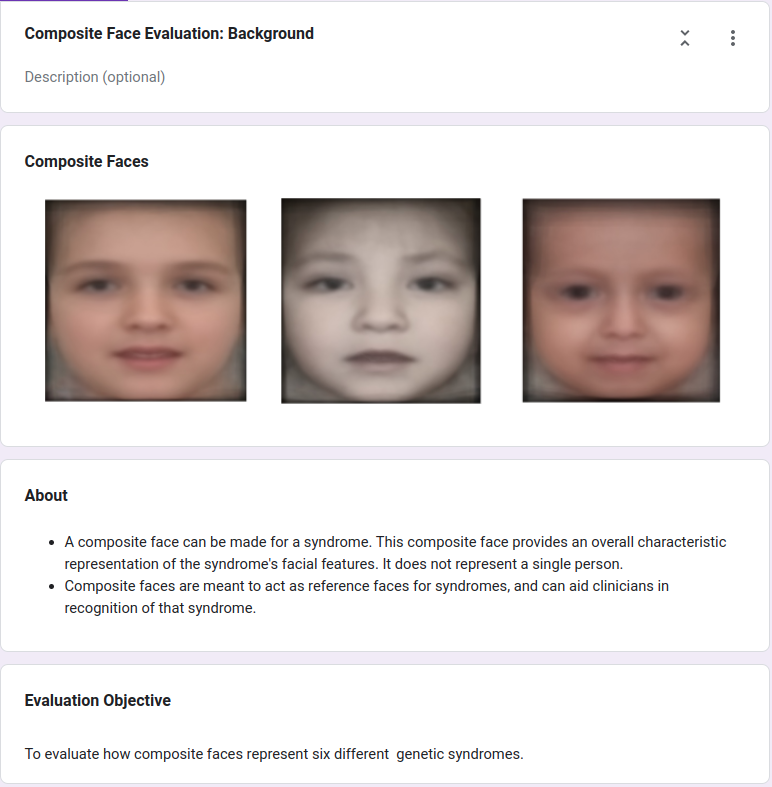 Composite Face Evaluation: Background
Description (optional)
Composite Faces
About
• A composite face can be made for a syndrome. This composite face provides an overall characteristic
representation of the syndrome's facial features. It does not represent a single person.
• Composite faces are meant to act as reference faces for syndromes, and can aid clinicians in
recognition of that syndrome.
Evaluation Objective
To evaluate how composite faces represent six different  genetic syndromes.